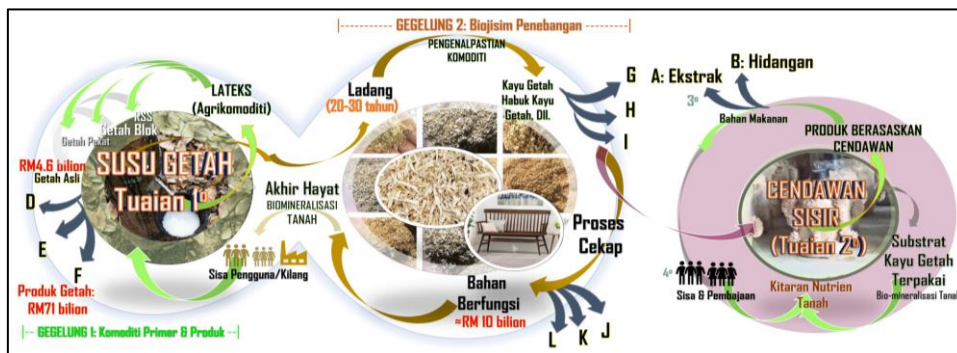 |-- GEGELUNG 2: Biojisim Penebangan --|
PENGENALPASTIAN
KOMODITI
Ladang
(20-30 tahun)
Kayu Getah
Habuk Kayu
Getah, Dll.
G
H
I
Proses
Cekap
Bahan
Berfungsi
≈RM 10 bilion
J
K
L
Akhir Hayat
BIOMINERALISASI
TANAH
Sisa Pengguna/Kilang
LATEKS
(Agrikomoditi)
RSS
Getah Blok
Getah Pekat
RM4.6 bilion
Getah Asli
SUSU GETAH
Tuaian 1º
D
E
F
Produk Getah:
RM71 bilion
|-- GEGELUNG 1: Komoditi Primer & Produk --|
A: Ekstrak
B: Hidangan
3º
Bahan Makanan
PRODUK BERASASKAN
CENDAWAN
CENDAWAN
SISIR
(Tuaian 2º)
Substrat
Kayu Getah
Terpakai
Bio-mineralisasi Tanah
4º
Sisa & Pembajaan
Kitaran Nutrien
Tanah